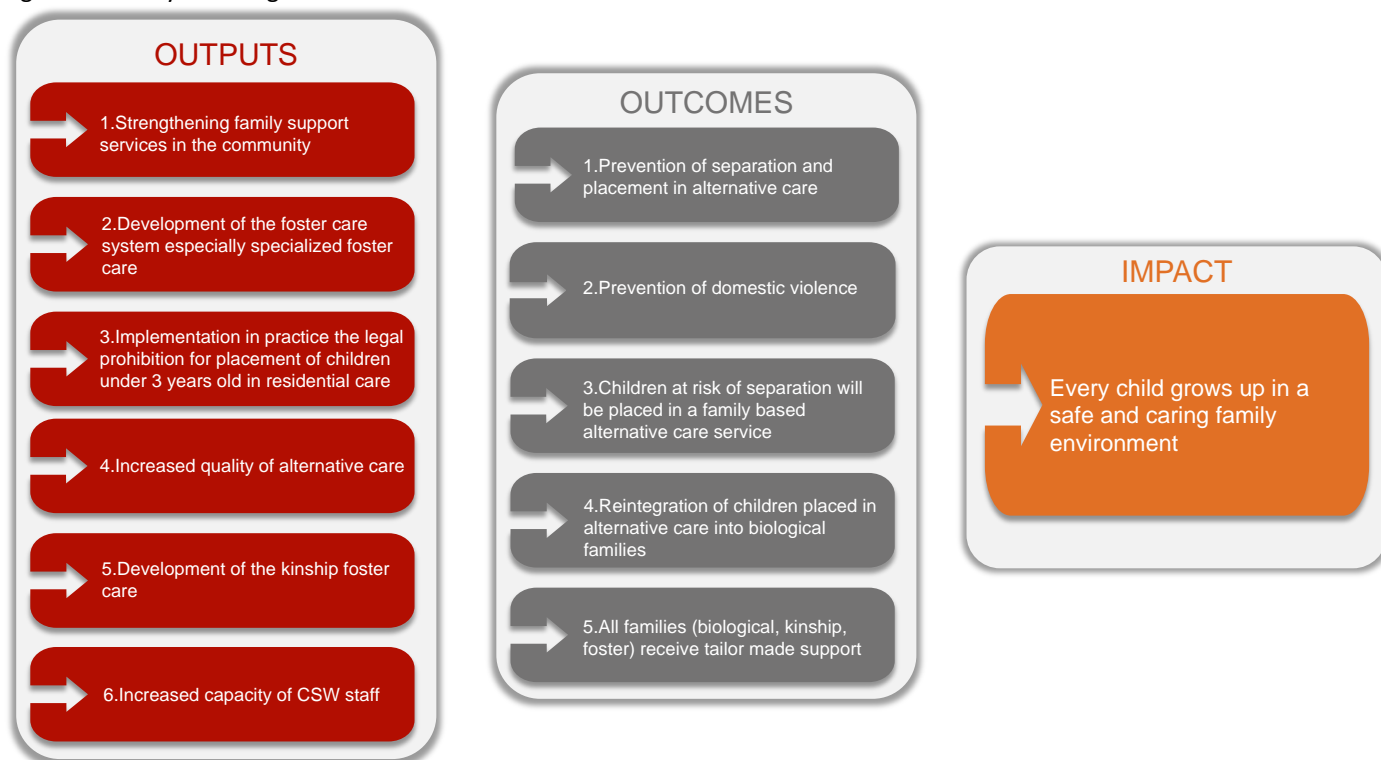 OUTPUTS
1.Strengthening family support
services in the community
2.Development of the foster care
system especially specialized foster
care
3.Implementation in practice the legal
prohibition for placement of children
under 3 years old in residential care
4.Increased quality of alternative care
5.Development of the kinship foster
care
6.Increased capacity of CSW staff
OUTCOMES
1.Prevention of separation and
placement in alternative care
2.Prevention of domestic violence
3.Children at risk of separation will
be placed in a family based
alternative care service
4.Reintegration of children placed in
alternative care into biological
families
5.All families (biological, kinship,
foster) receive tailor made support
IMPACT
Every child grows up in a
safe and caring family
environment